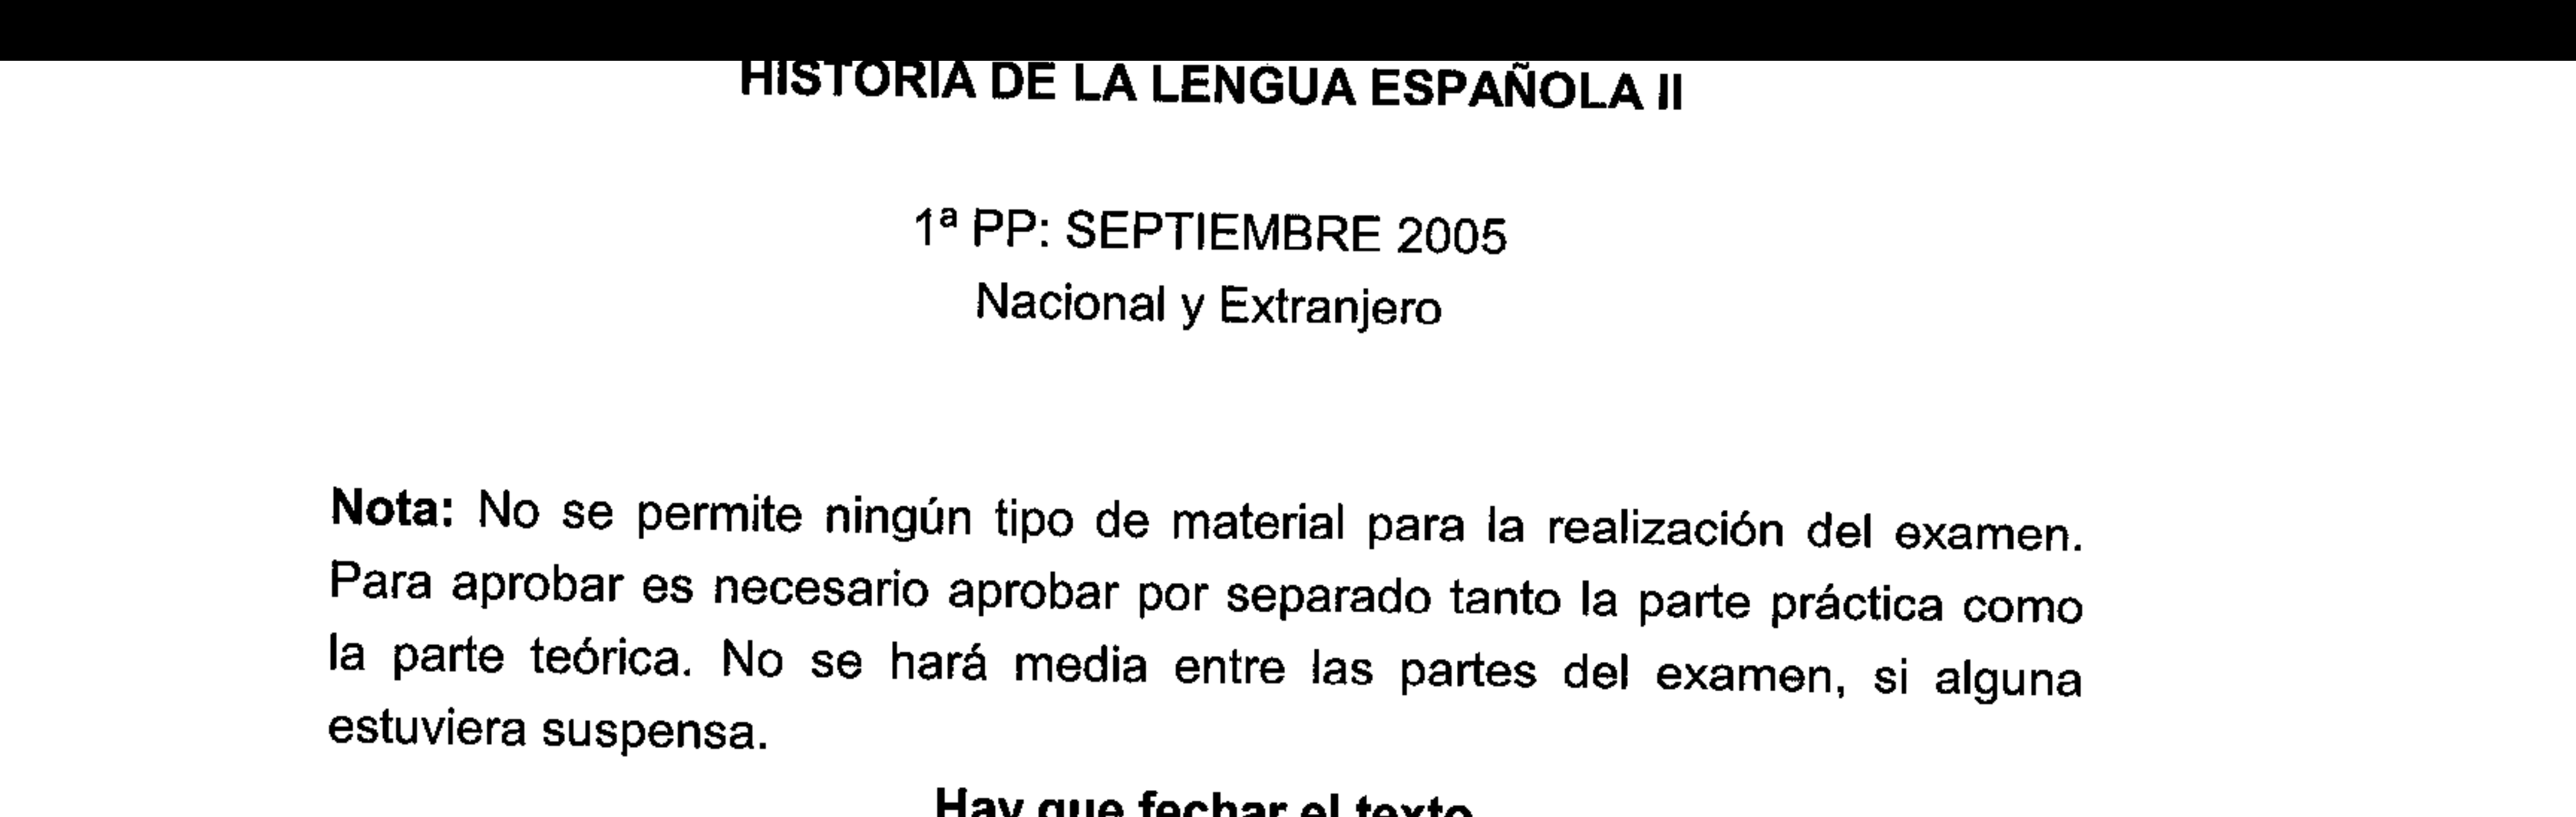 HISTORIA DE LA LENGUA ESPAÑOLA II
1ª PP: SEPTIEMBRE 2005
Nacional y Extranjero
Nota: No se permite ningún tipo de material para la realización del examen.
Para aprobar es necesario aprobar por separado tanto la parte práctica como
la parte teórica. No se hará media entre las partes del examen, si alguna
estuviera suspensa.
Hay que fechar el texto